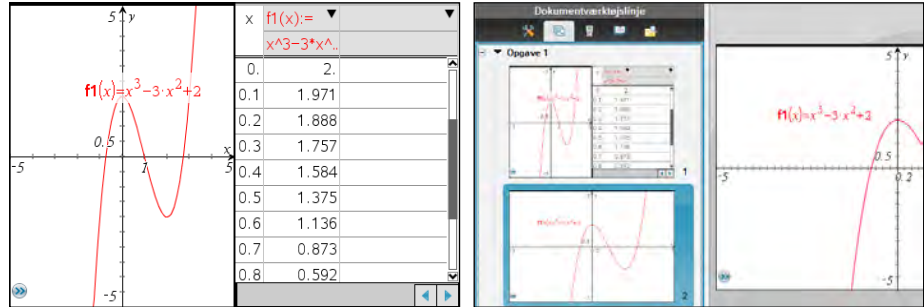 5 y
f1(x)=x^3−3·x^2+2
0.5
x
-5 1 5
-5
x f1(x):= ▼ ▼
x^3−3*x^..
0. 2.
0.1 1.971
0.2 1.888
0.3 1.757
0.4 1.584
0.5 1.375
0.6 1.136
0.7 0.873
0.8 0.592
Dokumentværktøjslinje
Opgave 1
1
2
5 y
f1(x)=x^3−3·x^2+2
0.5
-5 0.2
-5